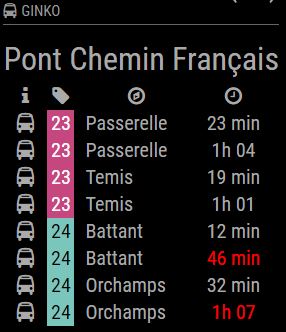 GINKO
Pont Chemin Français
23 Passerelle 23 min
23 Passerelle 1h 04
23 Temis 19 min
23 Temis 1h 01
24 Battant 12 min
24 Battant 46 min
24 Orchamps 32 min
24 Orchamps 1h 07